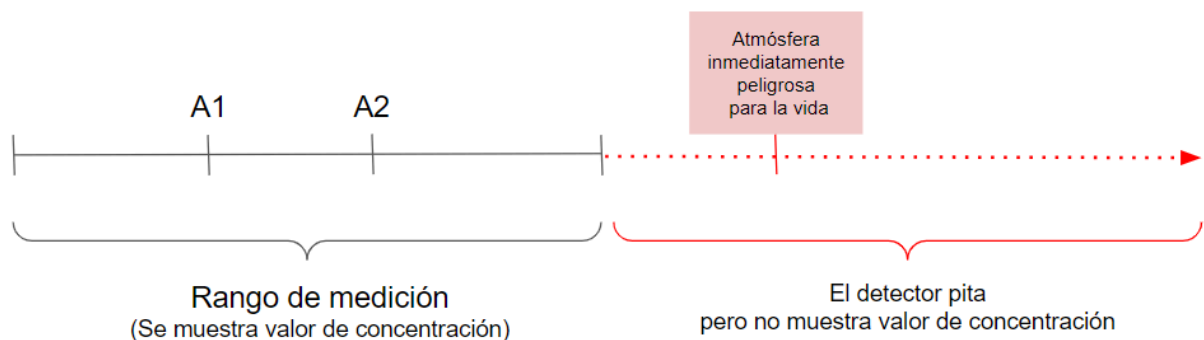 Atmósfera
inmediatamente
peligrosa
para la vida
A1
A2
Rango de medición
(Se muestra valor de concentración)
El detector pita
pero no muestra valor de concentración